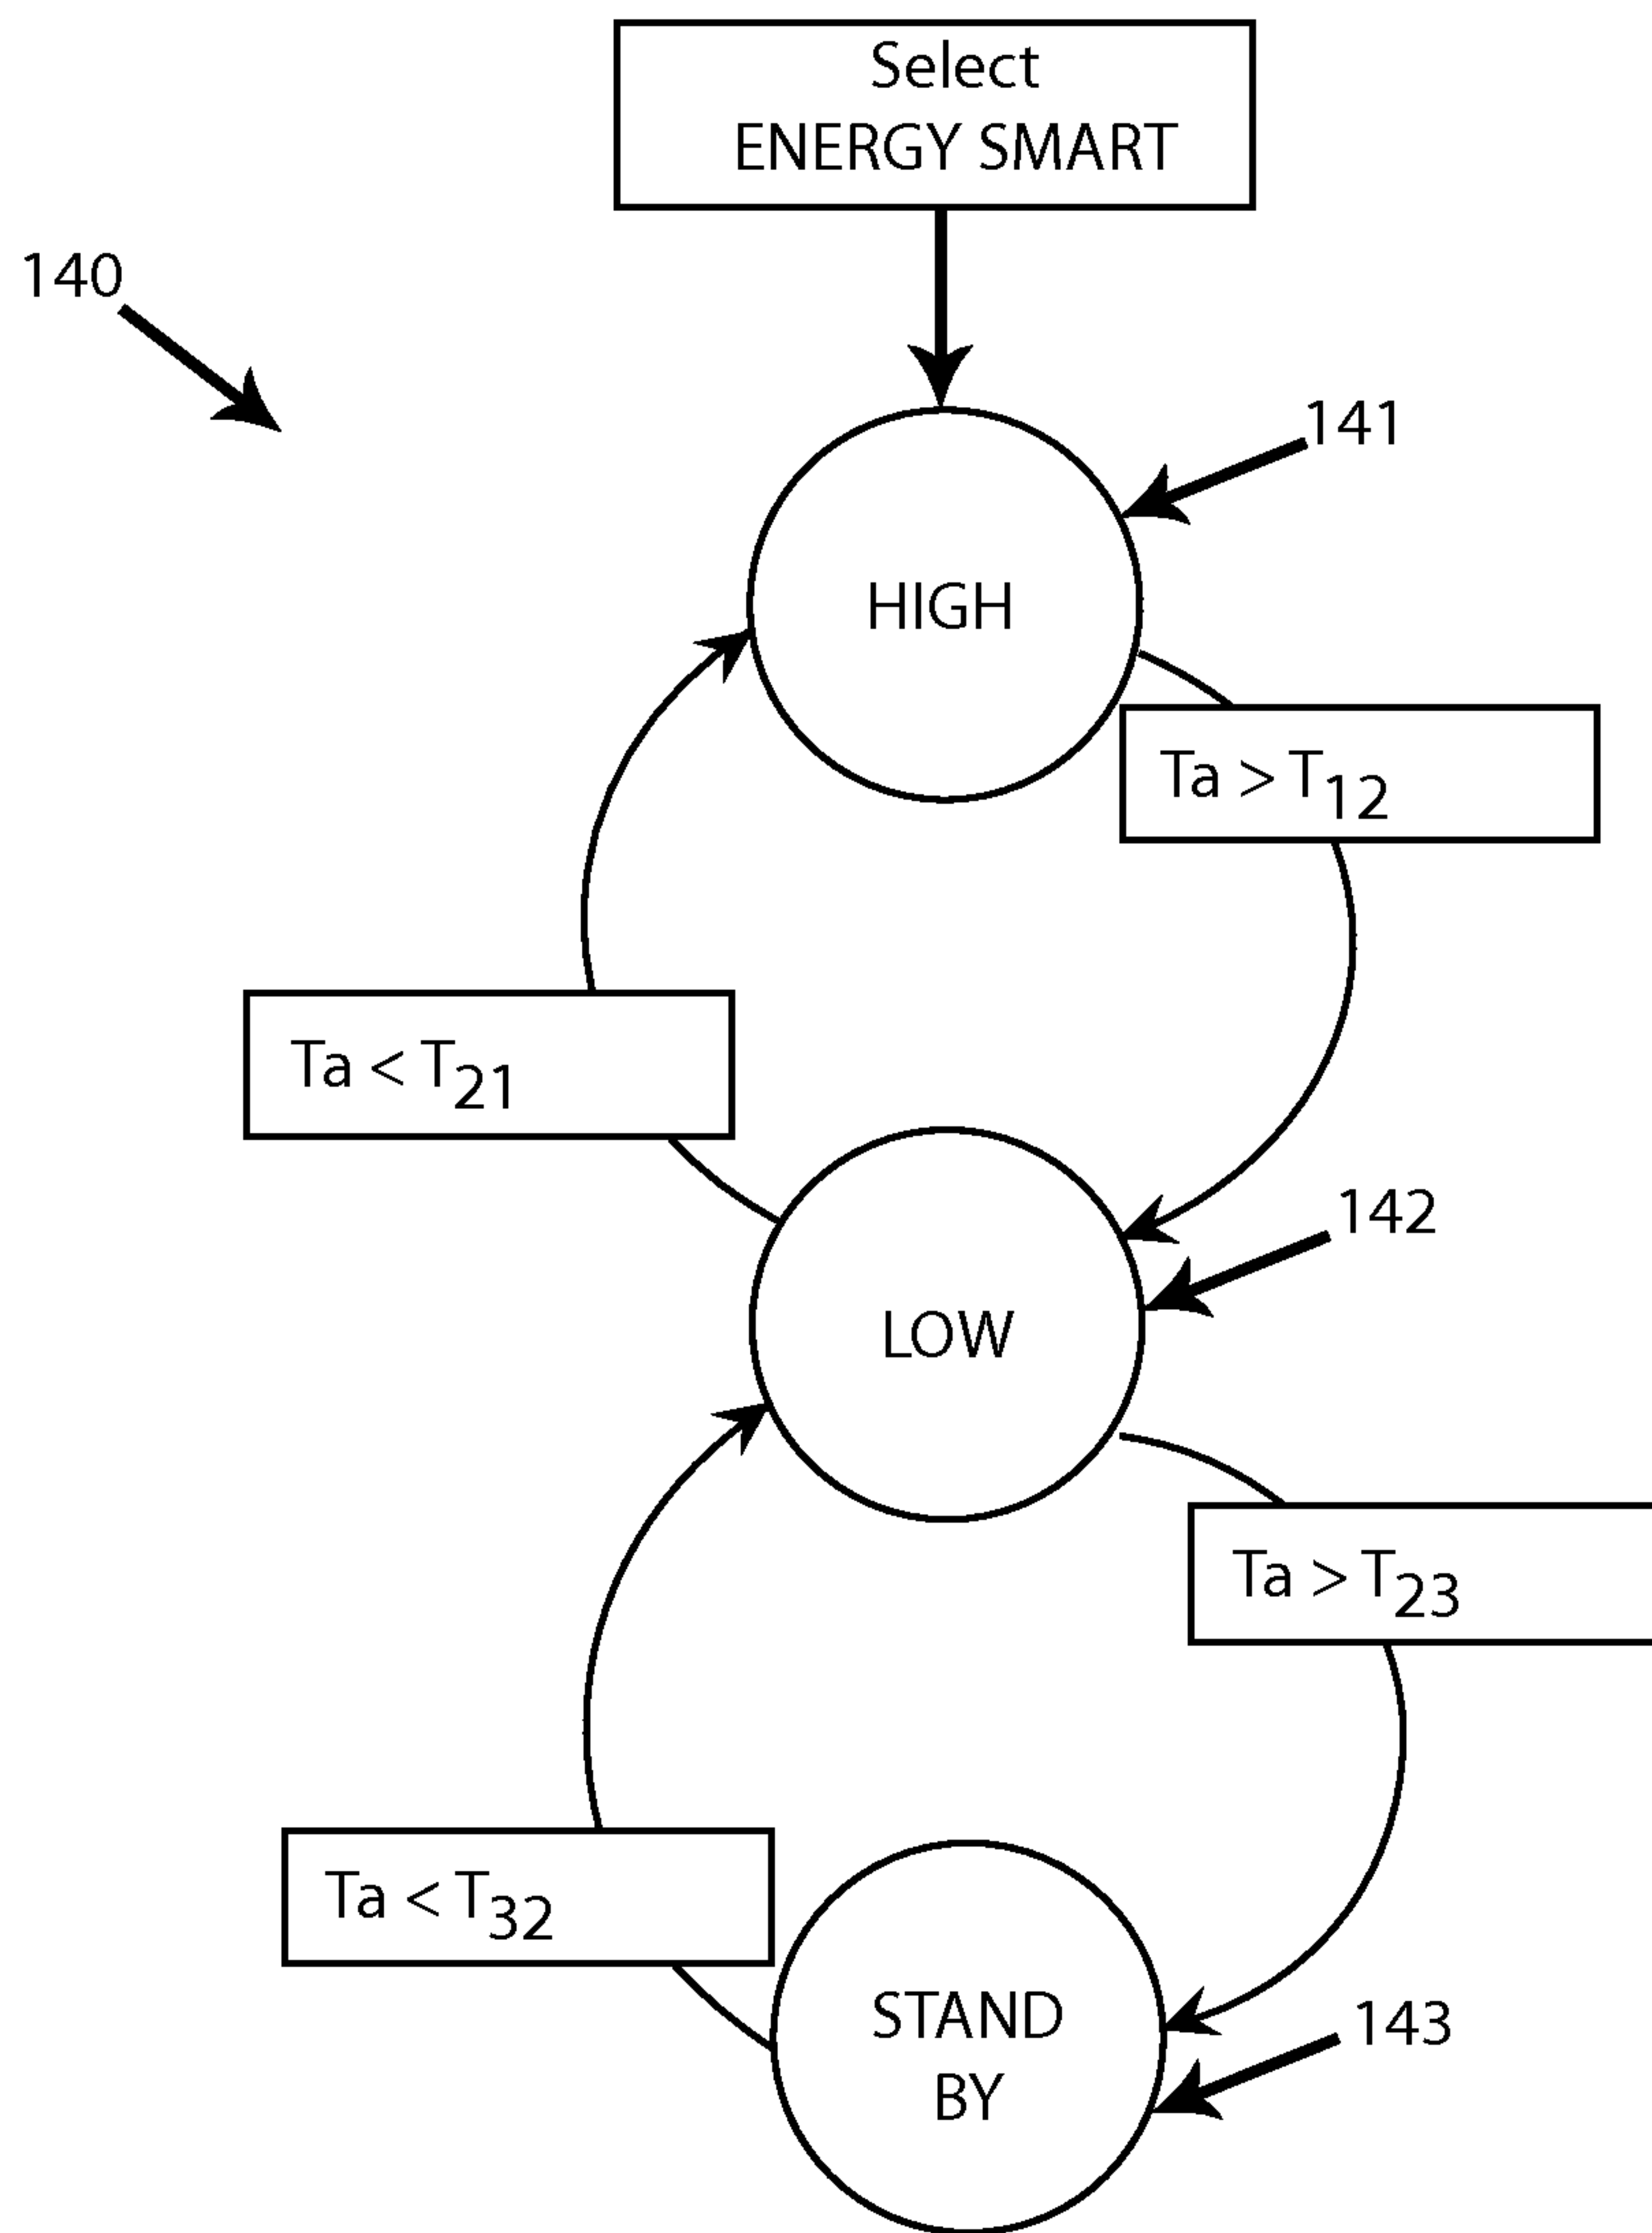 Select
ENERGY SMART
140
141
HIGH
Ta > T12
Ta < T21
142
LOW
Ta > T23
Ta < T32
STAND
BY
143